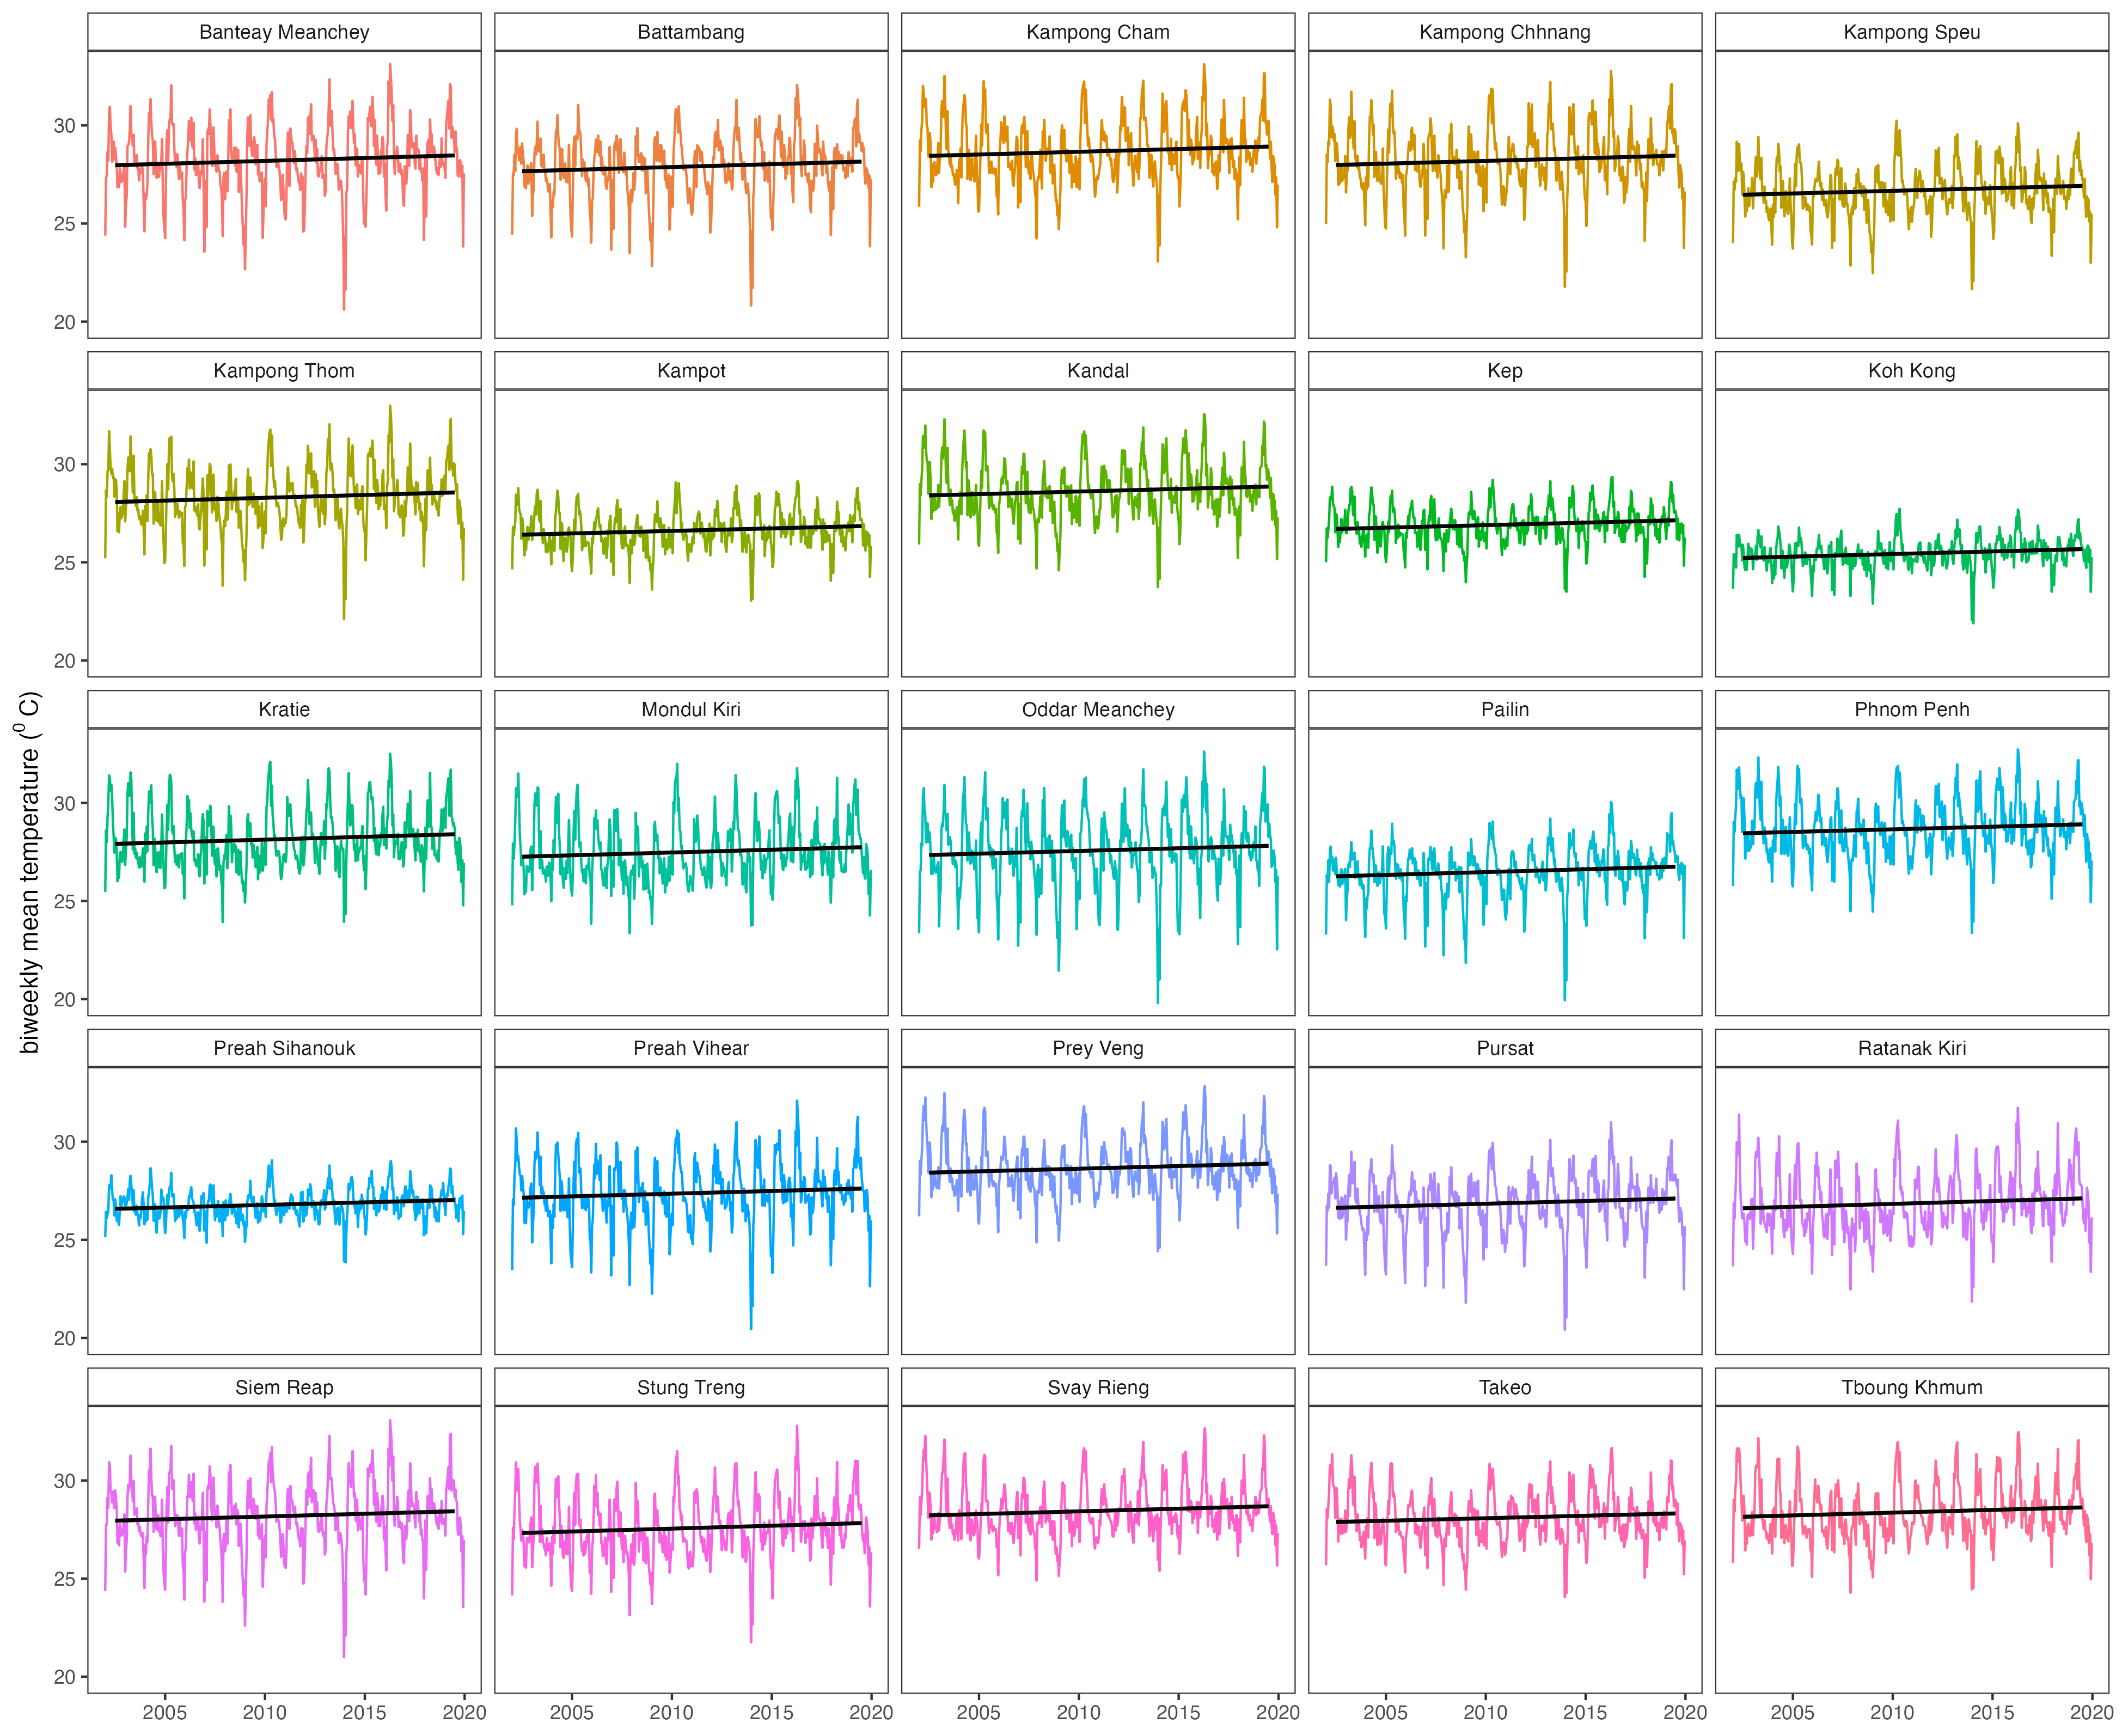 Banteay Meanchey
Battambang
Kampong Cham
Kampong Chhnang
Kampong Speu
30
25
20
Kampong Thom
Kampot
Kandal
Kep
Koh Kong
30
25
20
biweekly mean temperature (⁰ C)
Kratie
Mondul Kiri
Oddar Meanchey
Pailin
Phnom Penh
30
25
20
Preah Sihanouk
Preah Vihear
Prey Veng
Pursat
Ratanak Kiri
30
25
20
Siem Reap
Stung Treng
Svay Rieng
Takeo
Tboung Khmum
30
25
20
2005 2010 2015 2020
2005 2010 2015 2020
2005 2010 2015 2020
2005 2010 2015 2020
2005 2010 2015 2020